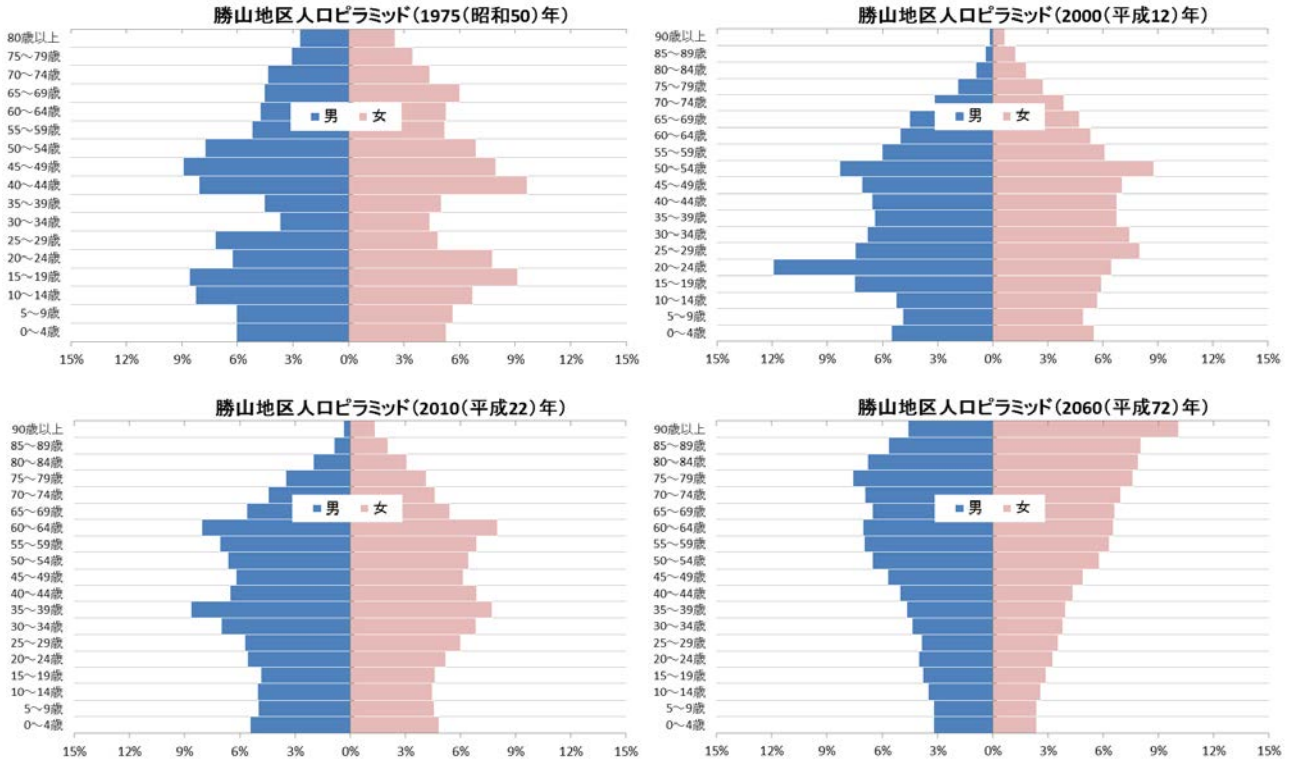 勝山地区人口ピラミッド(1975(昭和50)年)
80歳以上
75～79歳
70～74歳
65～69歳
60～64歳
55～59歳
50～54歳
45～49歳
40～44歳
35～39歳
30～34歳
25～29歳
20～24歳
15～19歳
10～14歳
5～9歳
0～4歳
男 女
15% 12% 9% 6% 3% 0% 3% 6% 9% 12% 15%
勝山地区人口ピラミッド(2000(平成12)年)
90歳以上
85～89歳
80～84歳
75～79歳
70～74歳
65～69歳
60～64歳
55～59歳
50～54歳
45～49歳
40～44歳
35～39歳
30～34歳
25～29歳
20～24歳
15～19歳
10～14歳
5～9歳
0～4歳
男 女
15% 12% 9% 6% 3% 0% 3% 6% 9% 12% 15%
勝山地区人口ピラミッド(2010(平成22)年)
90歳以上
85～89歳
80～84歳
75～79歳
70～74歳
65～69歳
60～64歳
55～59歳
50～54歳
45～49歳
40～44歳
35～39歳
30～34歳
25～29歳
20～24歳
15～19歳
10～14歳
5～9歳
0～4歳
男 女
15% 12% 9% 6% 3% 0% 3% 6% 9% 12% 15%
勝山地区人口ピラミッド(2060(平成72)年)
90歳以上
85～89歳
80～84歳
75～79歳
70～74歳
65～69歳
60～64歳
55～59歳
50～54歳
45～49歳
40～44歳
35～39歳
30～34歳
25～29歳
20～24歳
15～19歳
10～14歳
5～9歳
0～4歳
男 女
15% 12% 9% 6% 3% 0% 3% 6% 9% 12% 15%